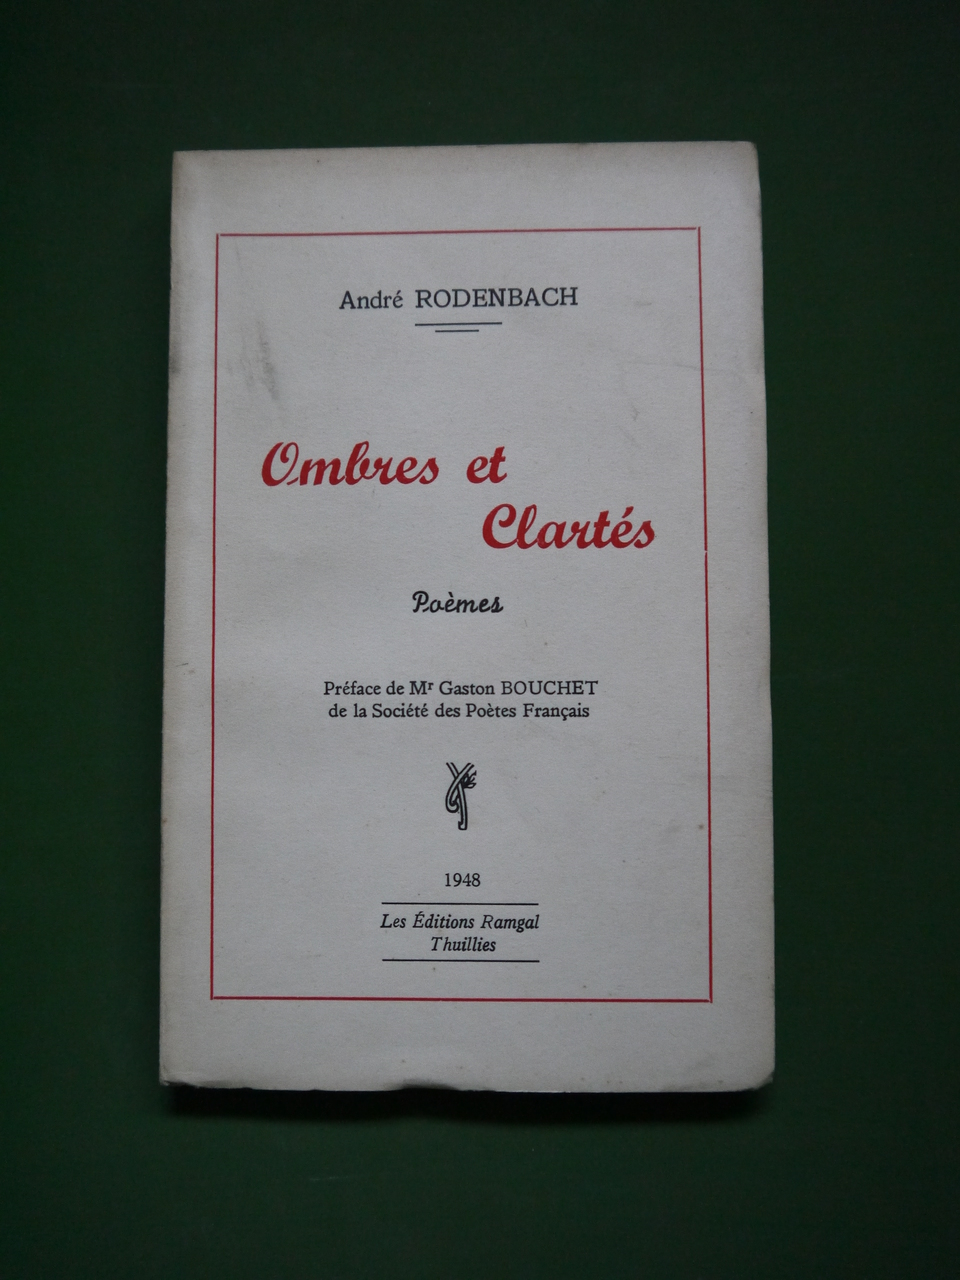 André RODENBACH
Ombres et
Clartés
Poèmes
Préface de Mr Gaston BOUCHET
de la Société des Poètes Français
1948
Les Éditions Ramgal
Thuillies